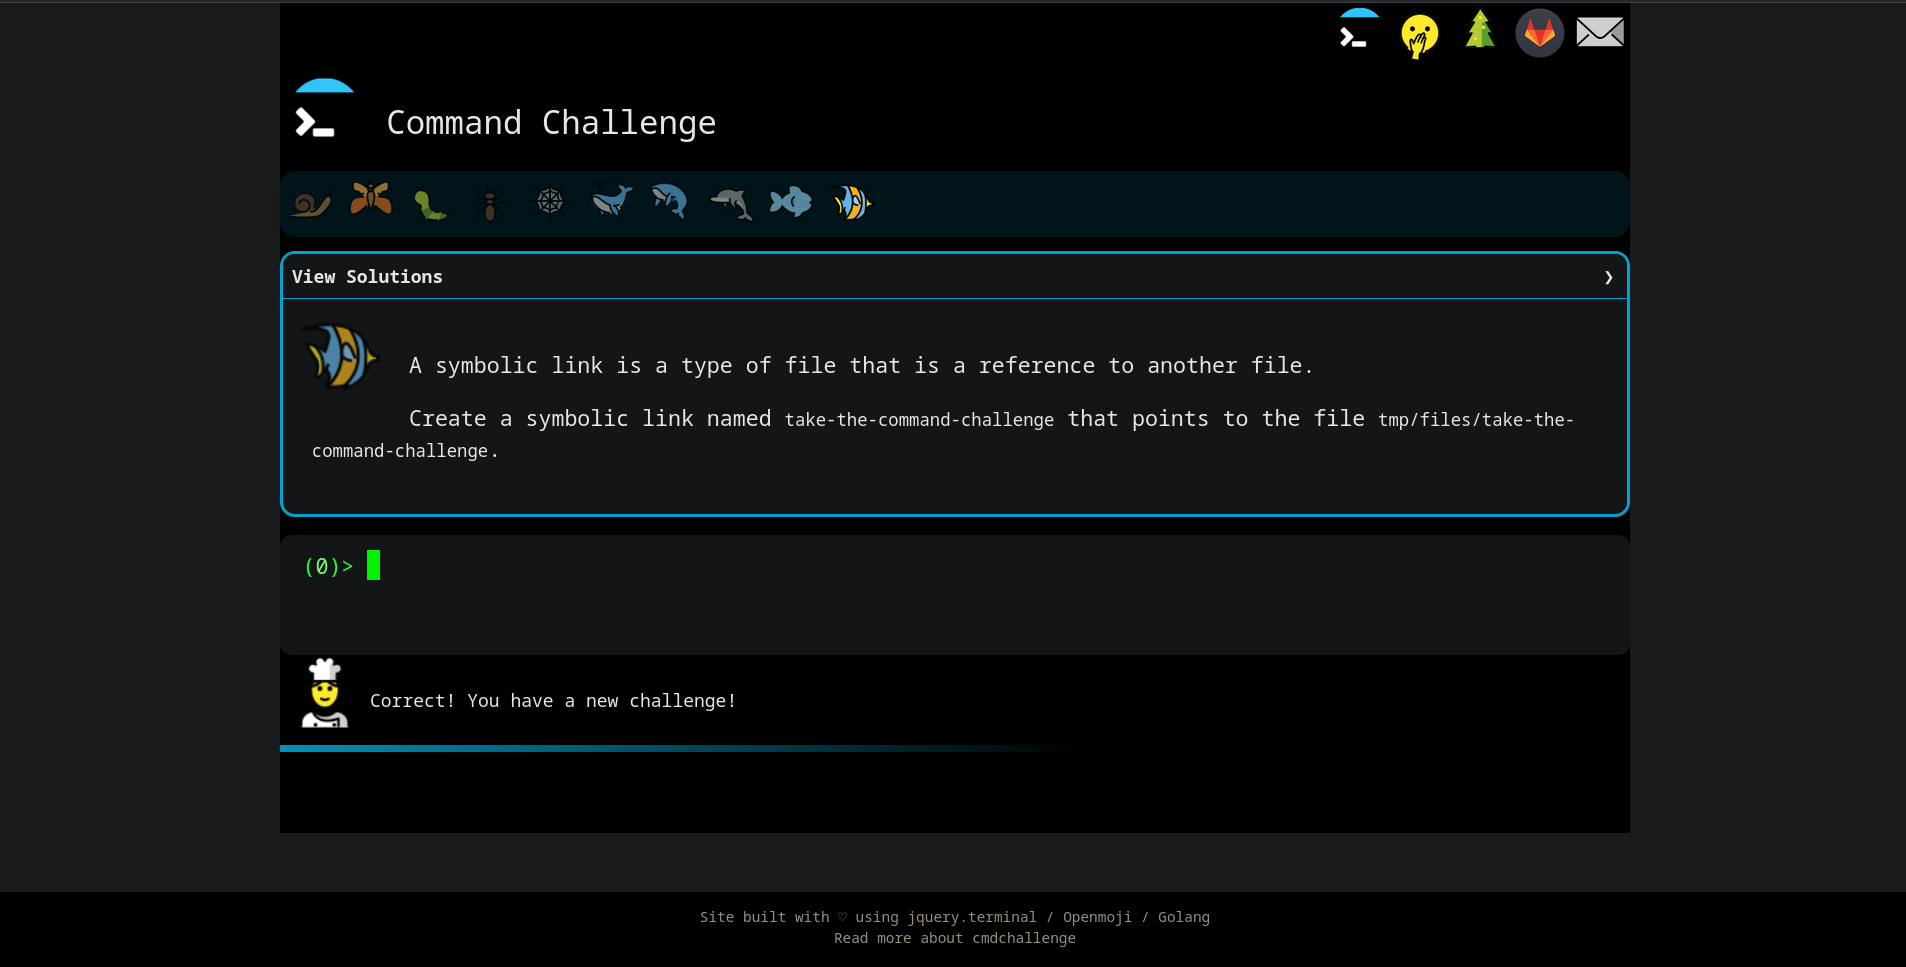 Command Challenge
View Solutions ❯
A symbolic link is a type of file that is a reference to another file.
Create a symbolic link named take-the-command-challenge that points to the file tmp/files/take-the-
command-challenge.
(0)>
Correct! You have a new challenge!
Site built with ♡ using jquery.terminal / Openmoji / Golang
Read more about cmdchallenge